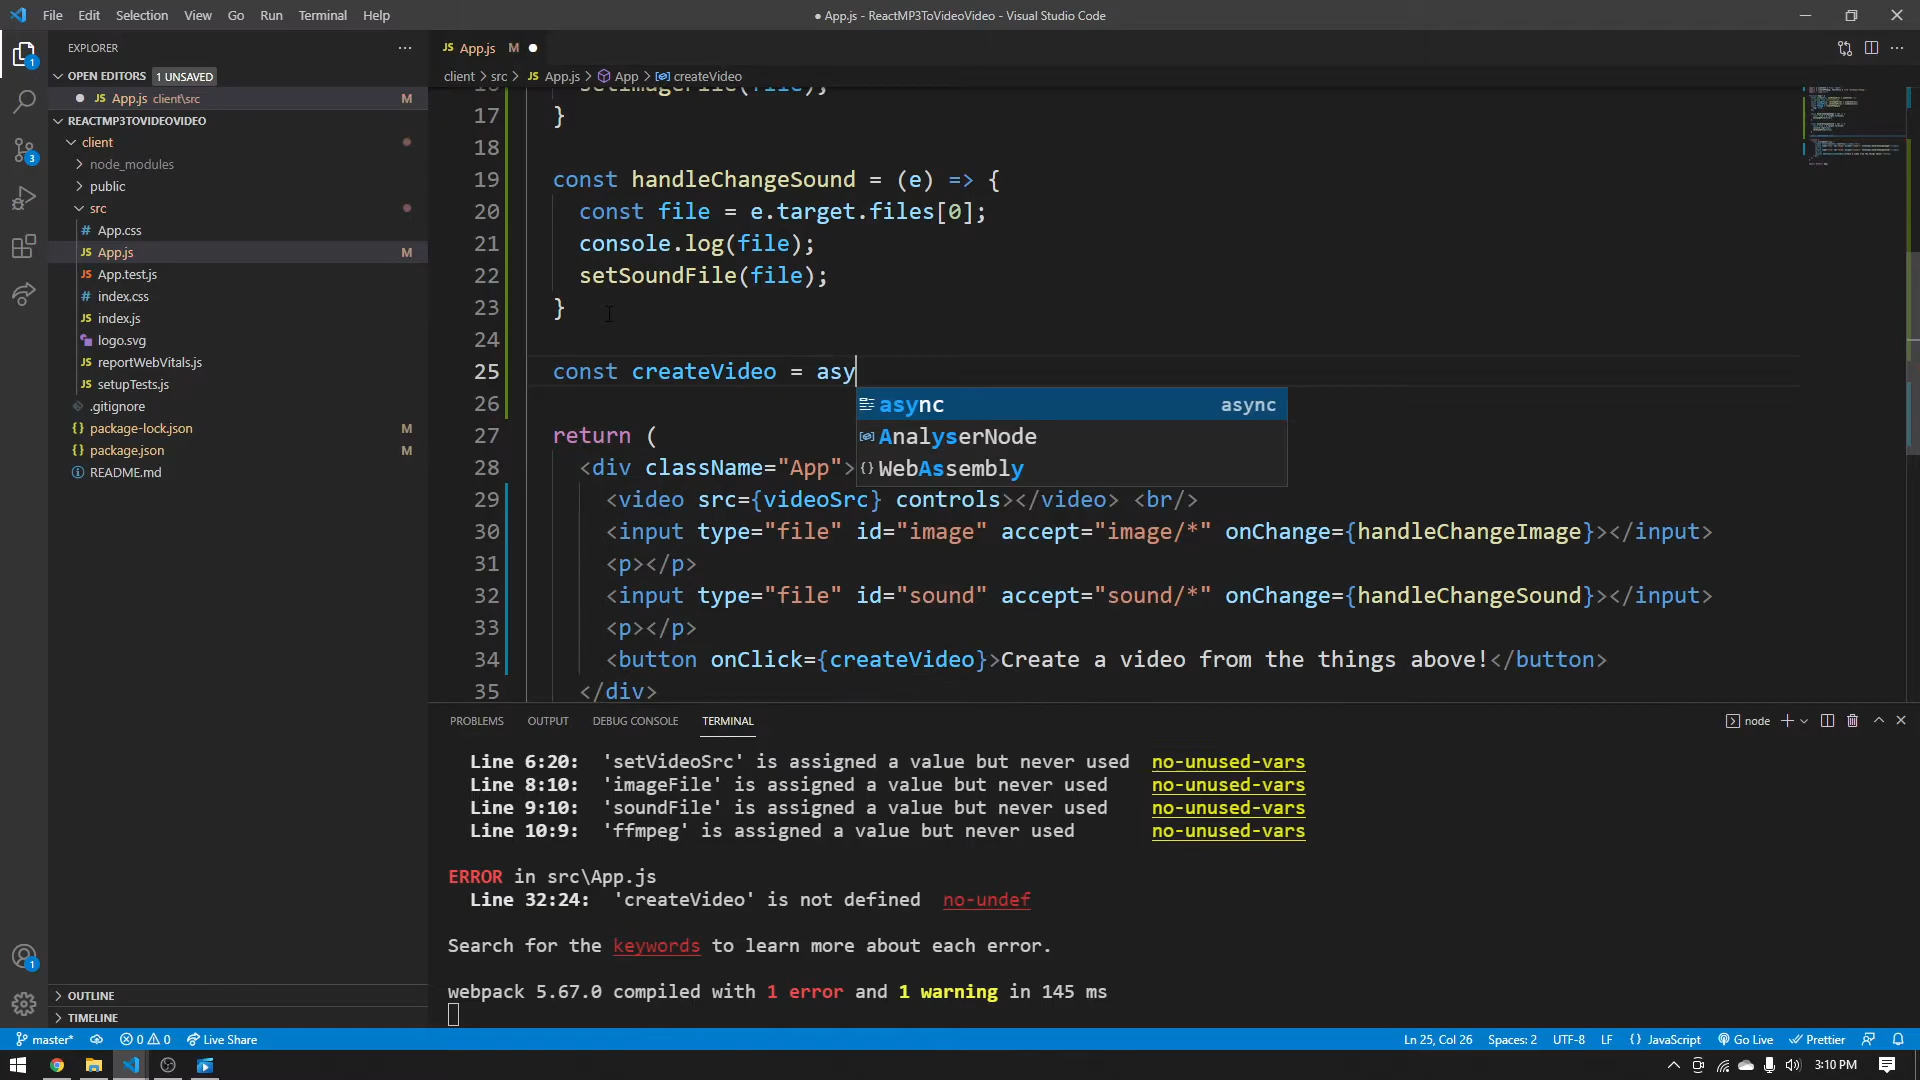 File Edit Selection View Go Run Terminal Help
● App.js - ReactMP3ToVideoVideo - Visual Studio Code
EXPLORER
OPEN EDITORS 1 UNSAVED
JS App.js client\src M
REACTMP3TOVIDEOVIDEO
client
node_modules
public
src
# App.css
JS App.js M
JS App.test.js
# index.css
JS index.js
logo.svg
JS reportWebVitals.js
JS setupTests.js
.gitignore
{} package-lock.json M
{} package.json M
README.md
OUTLINE
TIMELINE
JS App.js M
client > src > JS App.js > App > createVideo
16 setImageFile(file);
17 }
18
19 const handleChangeSound = (e) => {
20 const file = e.target.files[0];
21 console.log(file);
22 setSoundFile(file);
23 }
24
25 const createVideo = asy
async async
AnalyserNode
WebAssembly
26
27 return (
28 <div className="App">
29 <video src={videoSrc} controls></video> <br/>
30 <input type="file" id="image" accept="image/*" onChange={handleChangeImage}></input>
31 <p></p>
32 <input type="file" id="sound" accept="sound/*" onChange={handleChangeSound}></input>
33 <p></p>
34 <button onClick={createVideo}>Create a video from the things above!</button>
35 </div>
PROBLEMS OUTPUT DEBUG CONSOLE TERMINAL
node
Line 6:20: 'setVideoSrc' is assigned a value but never used no-unused-vars
Line 8:10: 'imageFile' is assigned a value but never used no-unused-vars
Line 9:10: 'soundFile' is assigned a value but never used no-unused-vars
Line 10:9: 'ffmpeg' is assigned a value but never used no-unused-vars
ERROR in src\App.js
Line 32:24: 'createVideo' is not defined no-undef
Search for the keywords to learn more about each error.
webpack 5.67.0 compiled with 1 error and 1 warning in 145 ms
master* 0 0 Live Share
Ln 25, Col 26 Spaces: 2 UTF-8 LF {} JavaScript Go Live Prettier
3:10 PM